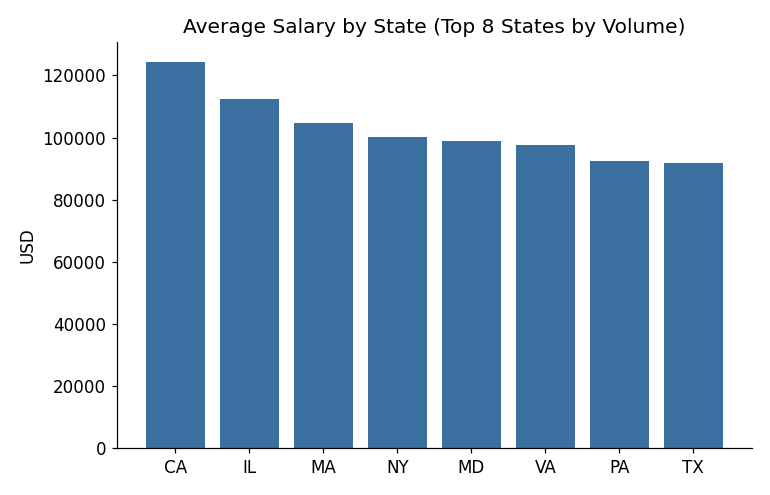 Average Salary by State (Top 8 States by Volume)
120000
100000
80000
60000
40000
20000
0
USD
CA IL MA NY MD VA PA TX